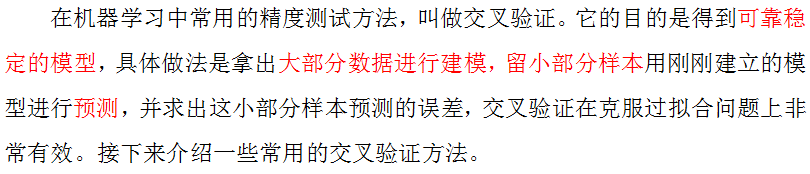 在机器学习中常用的精度测试方法，叫做交叉验证。它的目的是得到可靠稳
定的模型，具体做法是拿出大部分数据进行建模，留小部分样本用刚刚建立的模
型进行预测，并求出这小部分样本预测的误差，交叉验证在克服过拟合问题上非
常有效。接下来介绍一些常用的交叉验证方法。